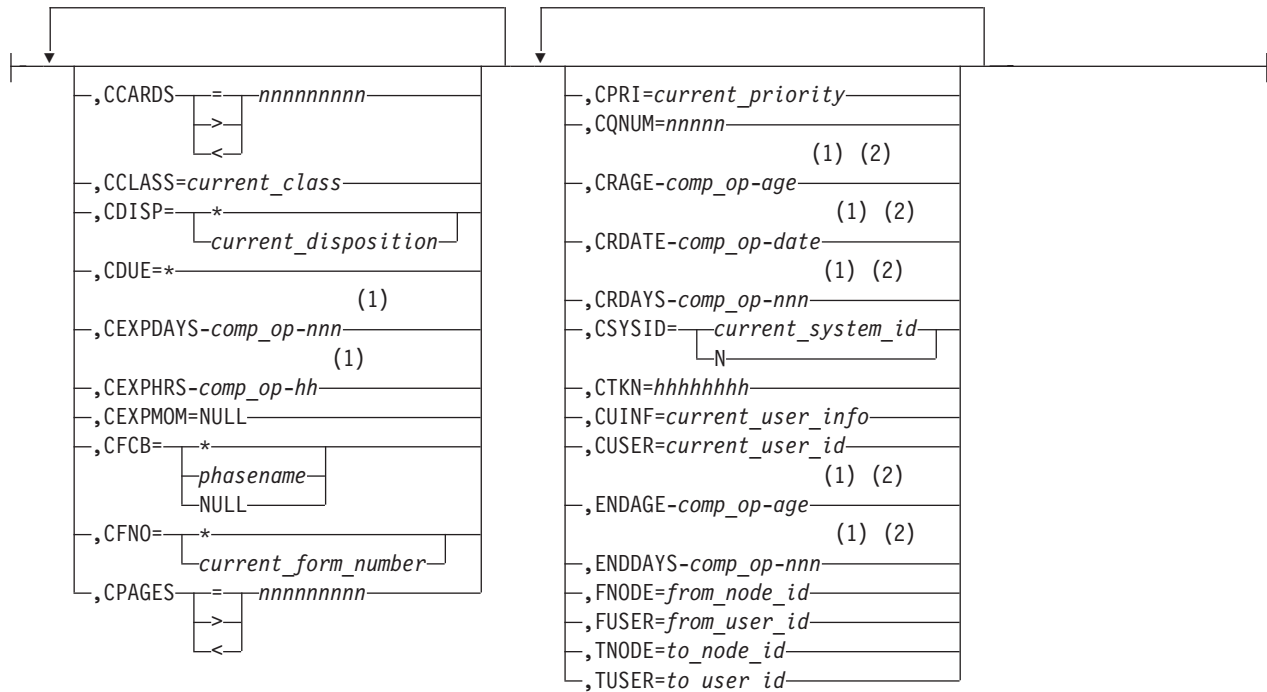 ,CCARDS = nnnnnnnnn
>
<
,CCLASS=current_class
,CDISP= *
current_disposition
,CDUE=*
(1)
,CEXPDAYS-comp_op-nnn
(1)
,CEXPHRS-comp_op-hh
,CEXPMOM=NULL
,CFCB= *
phasename
NULL
,CFNO= *
current_form_number
,CPAGES = nnnnnnnnn
>
<
,CPRI=current_priority
,CQNUM=nnnnn
(1) (2)
,CRAGE-comp_op-age
(1) (2)
,CRDATE-comp_op-date
(1) (2)
,CRDAYS-comp_op-nnn
,CSYSID= current_system_id
N
,CTKN=hhhhhhhh
,CUINF=current_user_info
,CUSER=current_user_id
(1) (2)
,ENDAGE-comp_op-age
(1) (2)
,ENDDAYS-comp_op-nnn
,FNODE=from_node_id
,FUSER=from_user_id
,TNODE=to_node_id
,TUSER=to_user_id